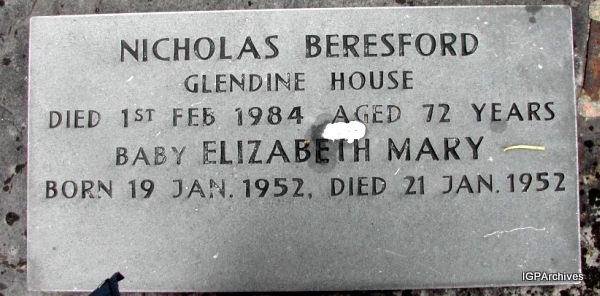 NICHOLAS BERESFORD
GLENDINE HOUSE
DIED 1ST FEB 1984 AGED 72 YEARS
BABY ELIZABETH MARY
BORN 19 JAN. 1952, DIED 21 JAN. 1952
IGPArchives